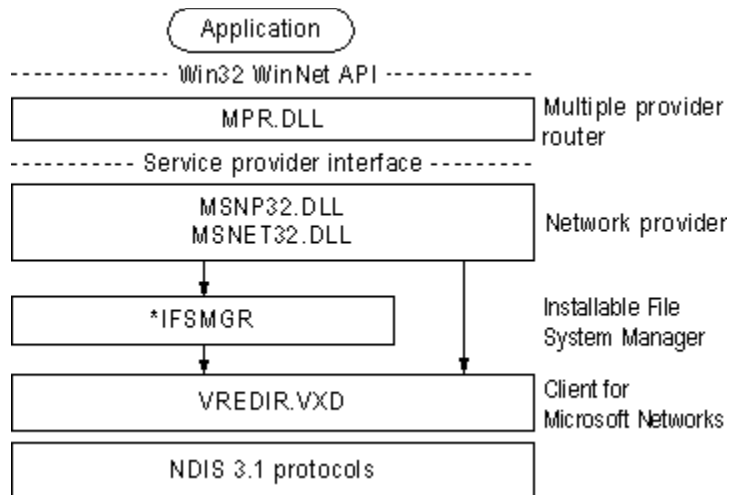 Application
Win32 WinNet API
MPR.DLL
Multiple provider
router
Service provider interface
MSNP32.DLL
MSNET32.DLL
Network provider
*IFSMGR
Installable File
System Manager
VREDIR.VXD
Client for
Microsoft Networks
NDIS 3.1 protocols